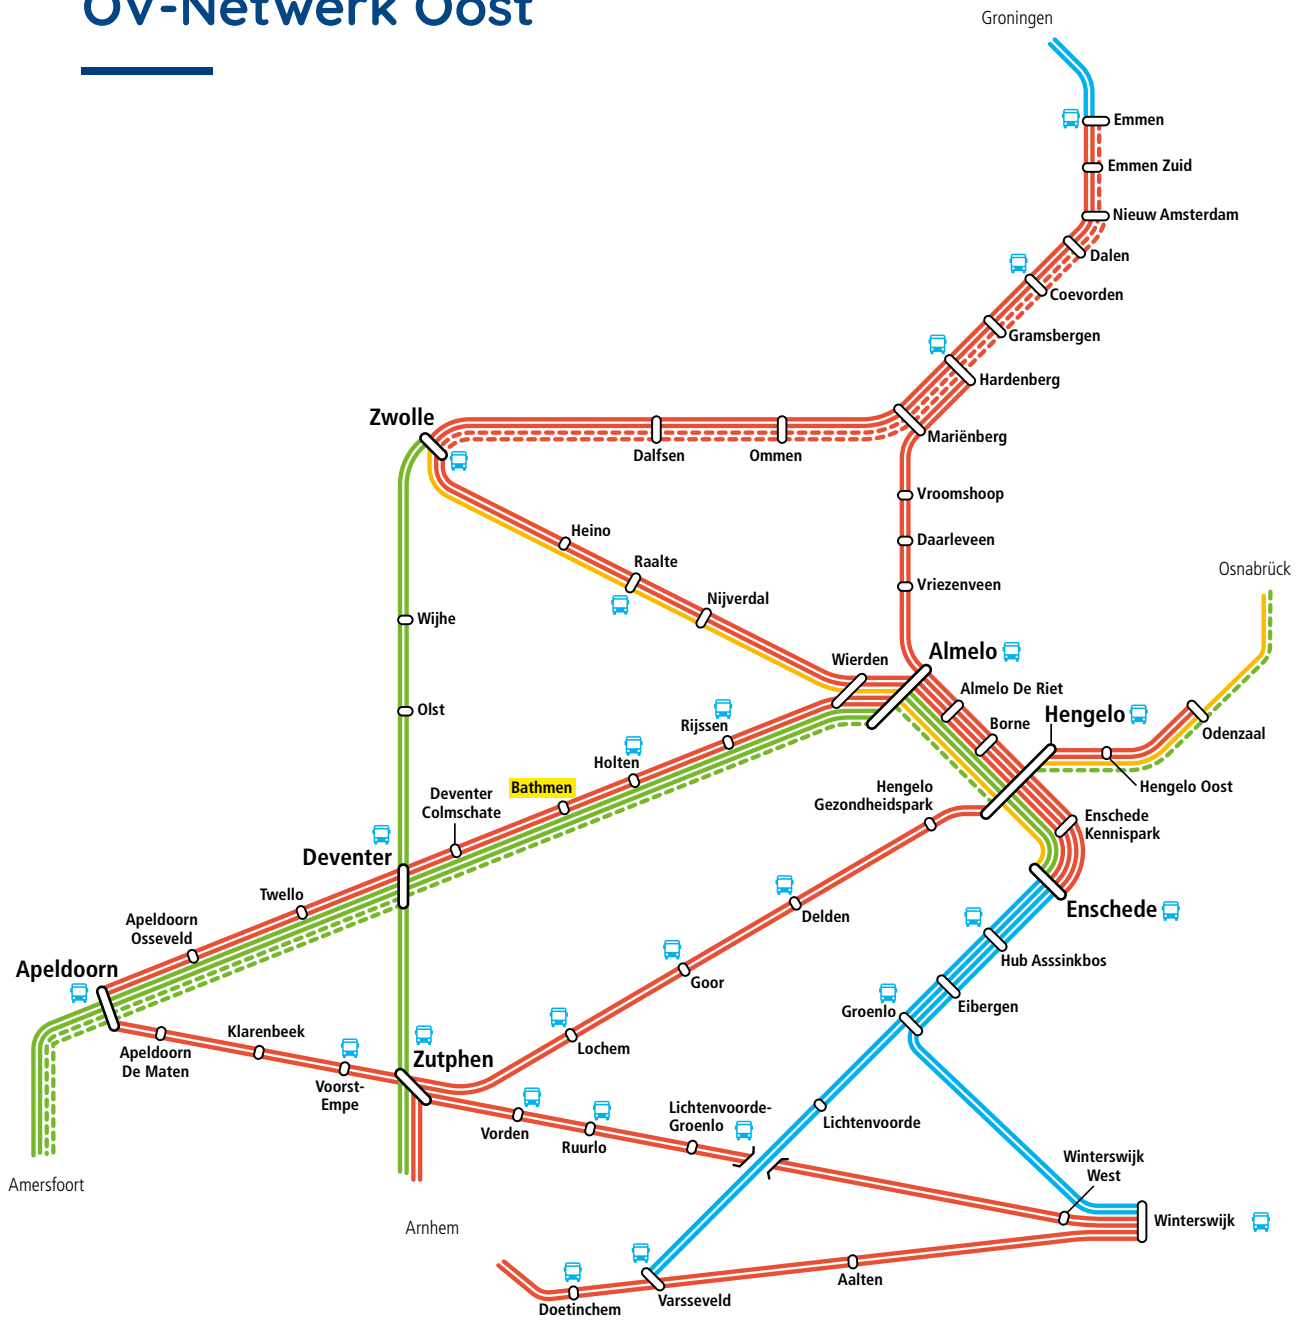 OV-Netwerk Oost
Groningen
Emmen
Emmen Zuid
Nieuw Amsterdam
Dalen
Coevorden
Gramsbergen
Hardenberg
Zwolle
Mariënberg
Dalfsen
Ommen
Vroomshoop
Heino
Daarleveen
Raalte
Osnabrück
Vriezenveen
Nijverdal
Wijhe
Almelo
Wierden
Almelo De Riet
Olst
Hengelo
Borne
Rijssen
Odenzaal
Holten
Bathmen
Hengelo
Gezondheidspark
Hengelo Oost
Deventer
Colmschate
Enschede
Kennispark
Deventer
Twello
Enschede
Delden
Apeldoorn
Osseveld
Hub Asssinkbos
Apeldoorn
Goor
Eibergen
Groenlo
Klarenbeek
Lochem
Apeldoorn
De Maten
Zutphen
Voorst-
Empe
Lichtenvoorde-
Groenlo
Lichtenvoorde
Vorden
Ruurlo
Winterswijk
West
Amersfoort
Winterswijk
Arnhem
Aalten
Varsseveld
Doetinchem